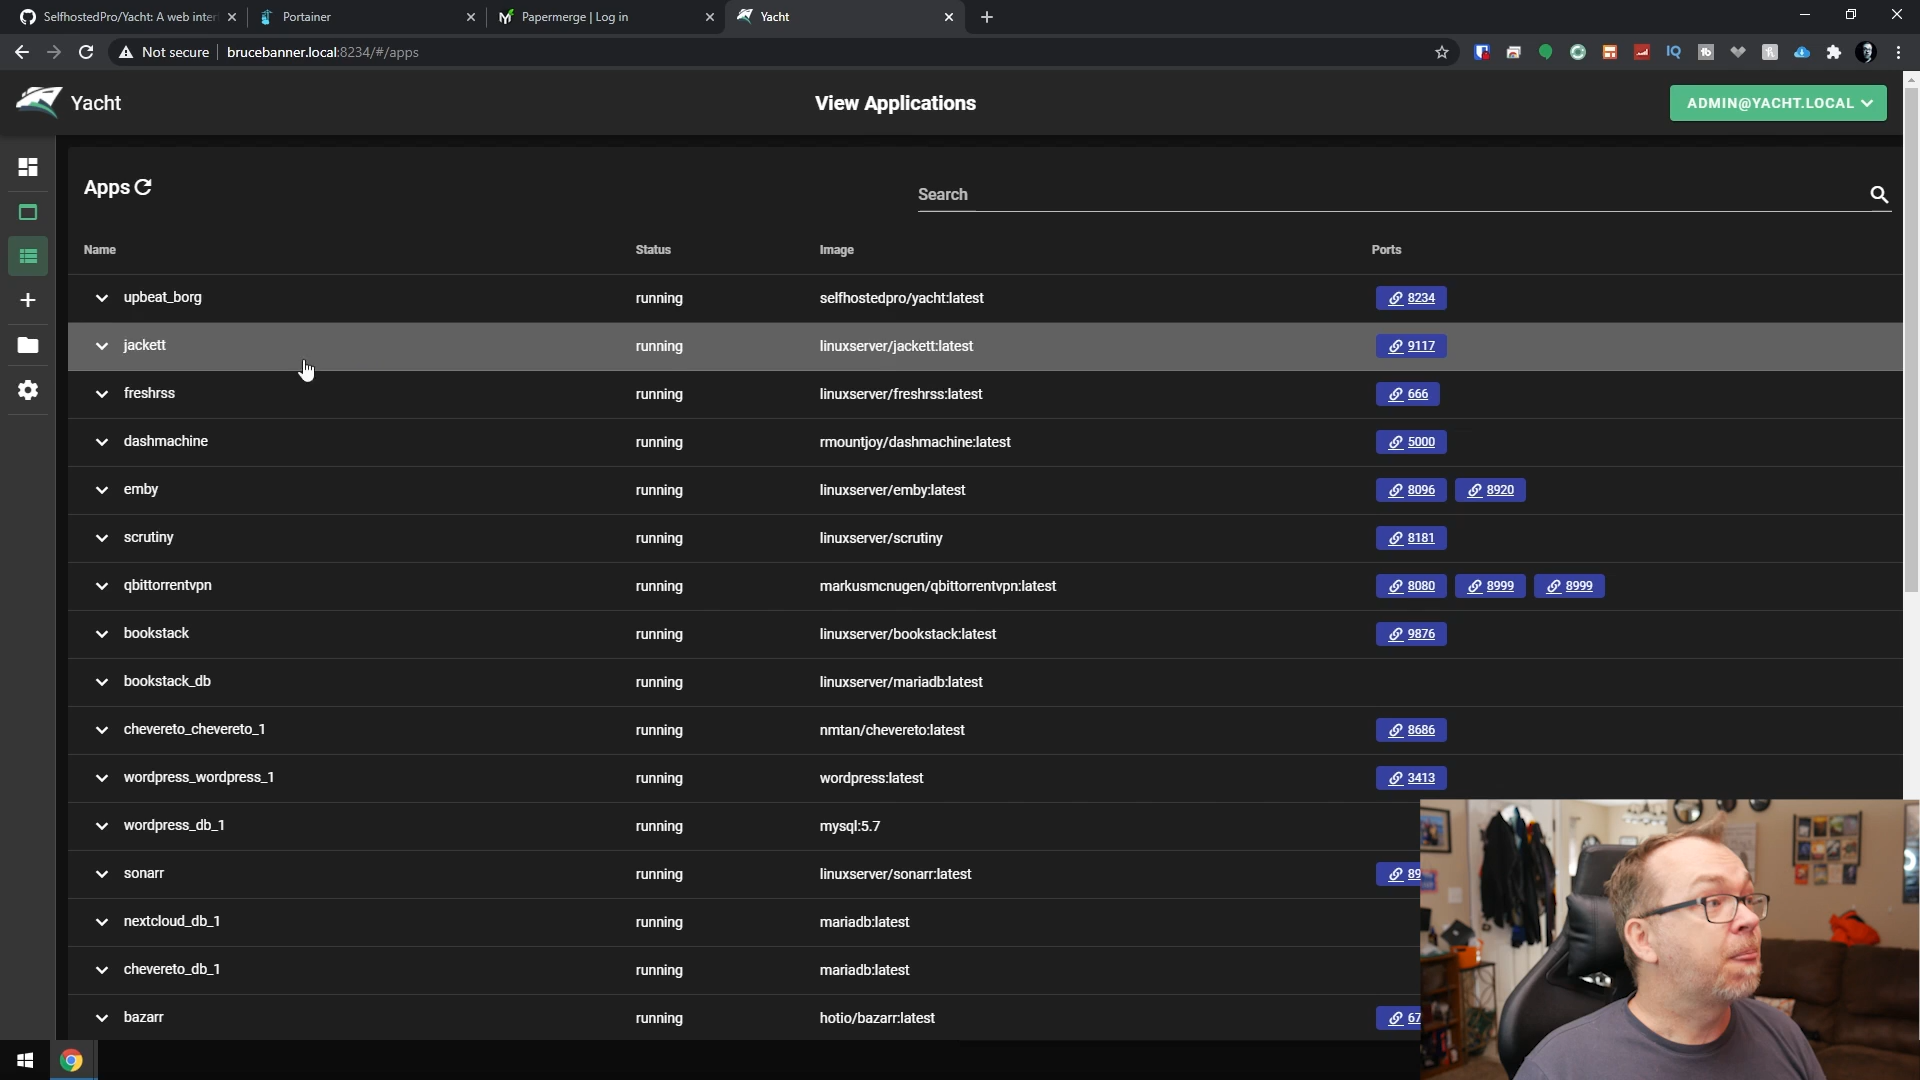 SelfhostedPro/Yacht: A web inter
Portainer
Papermerge | Log in
Yacht
Not secure
brucebanner.local:8234/#/apps
Yacht
View Applications
ADMIN@YACHT.LOCAL
Apps
Search
Name Status Image Ports
upbeat_borg running selfhostedpro/yacht:latest 8234
jackett running linuxserver/jackett:latest 9117
freshrss running linuxserver/freshrss:latest 666
dashmachine running rmountjoy/dashmachine:latest 5000
emby running linuxserver/emby:latest 8096 8920
scrutiny running linuxserver/scrutiny 8181
qbittorrentvpn running markusmcnugen/qbittorrentvpn:latest 8080 8999 8999
bookstack running linuxserver/bookstack:latest 9876
bookstack_db running linuxserver/mariadb:latest
chevereto_chevereto_1 running nmtan/chevereto:latest 8686
wordpress_wordpress_1 running wordpress:latest 3413
wordpress_db_1 running mysql:5.7
sonarr running linuxserver/sonarr:latest 89
nextcloud_db_1 running mariadb:latest
chevereto_db_1 running mariadb:latest
bazarr running hotio/bazarr:latest 67